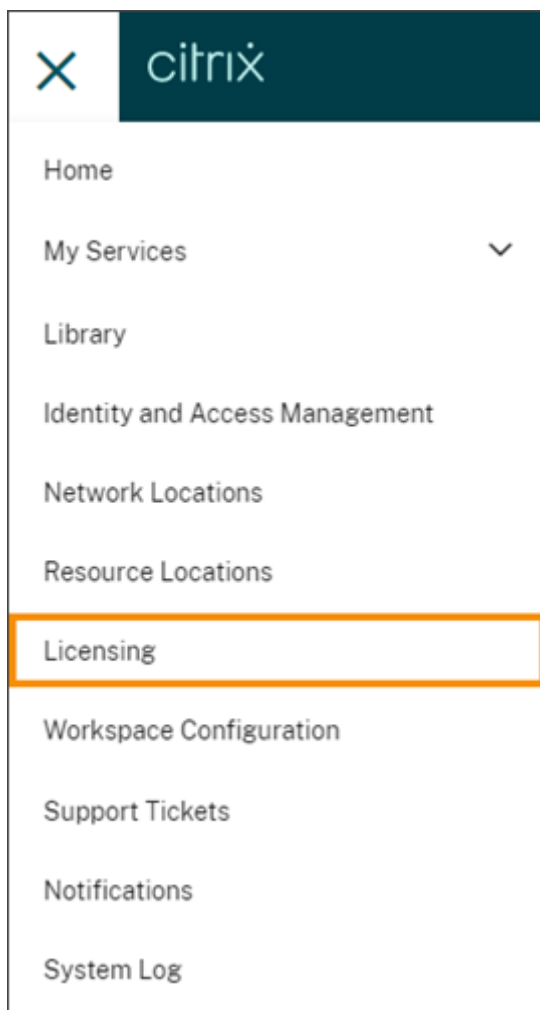 citrix
Home
My Services
Library
Identity and Access Management
Network Locations
Resource Locations
Licensing
Workspace Configuration
Support Tickets
Notifications
System Log